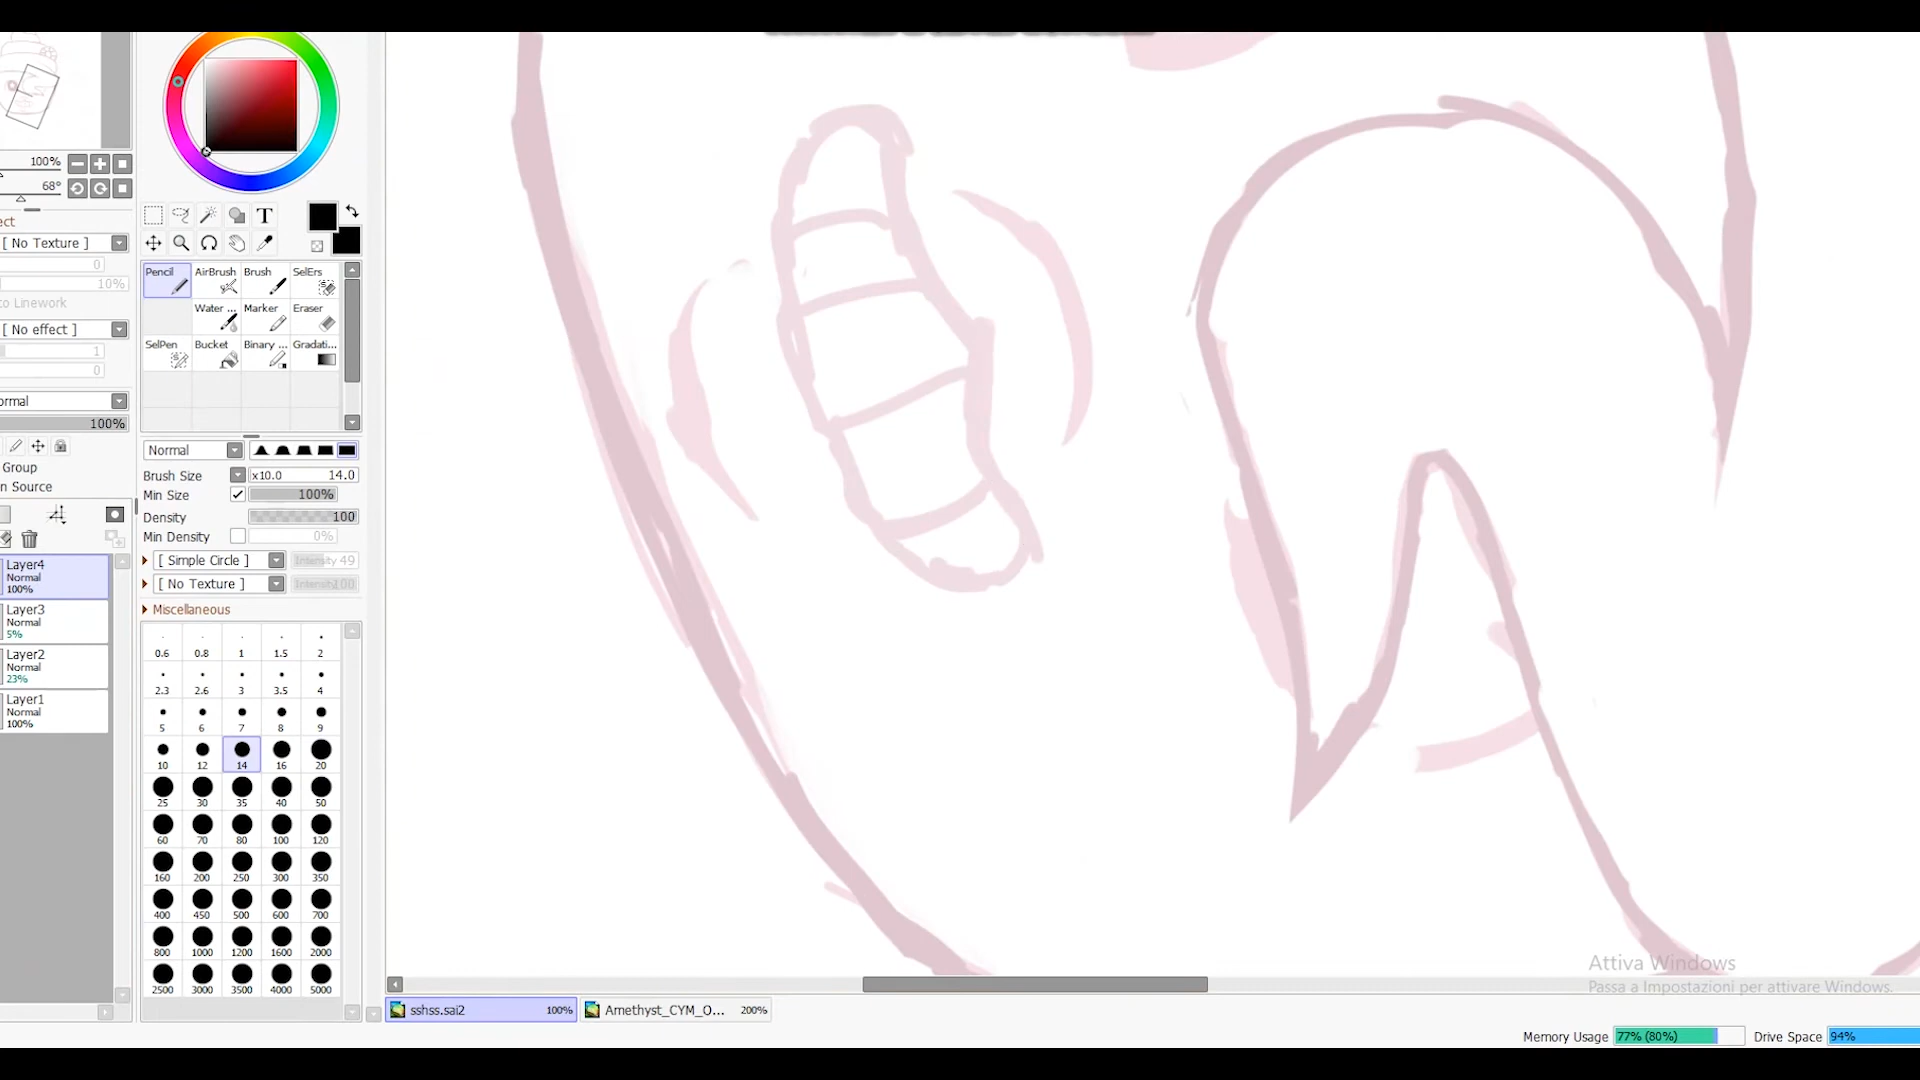 100%
68°
ect
[ No Texture ]
0
10%
to Linework
[ No effect ]
1
0
ormal
100%
Group
n Source
Layer4
Normal
100%
Layer3
Normal
5%
Layer2
Normal
23%
Layer1
Normal
100%
T
Pencil AirBrush Brush SelErs
Water ... Marker Eraser
SelPen Bucket Binary ... Gradati...
Normal
Brush Size x10.0 14.0
Min Size 100%
Density 100
Min Density 0%
[ Simple Circle ] Intensity 49
[ No Texture ] Intensity 100
Miscellaneous
0.6 0.8 1 1.5 2
2.3 2.6 3 3.5 4
5 6 7 8 9
10 12 14 16 20
25 30 35 40 50
60 70 80 100 120
160 200 250 300 350
400 450 500 600 700
800 1000 1200 1600 2000
2500 3000 3500 4000 5000
sshss.sai2 100% Amethyst_CYM_O... 200%
Attiva Windows
Passa a Impostazioni per attivare Windows.
Memory Usage 77% (80%) Drive Space 94%